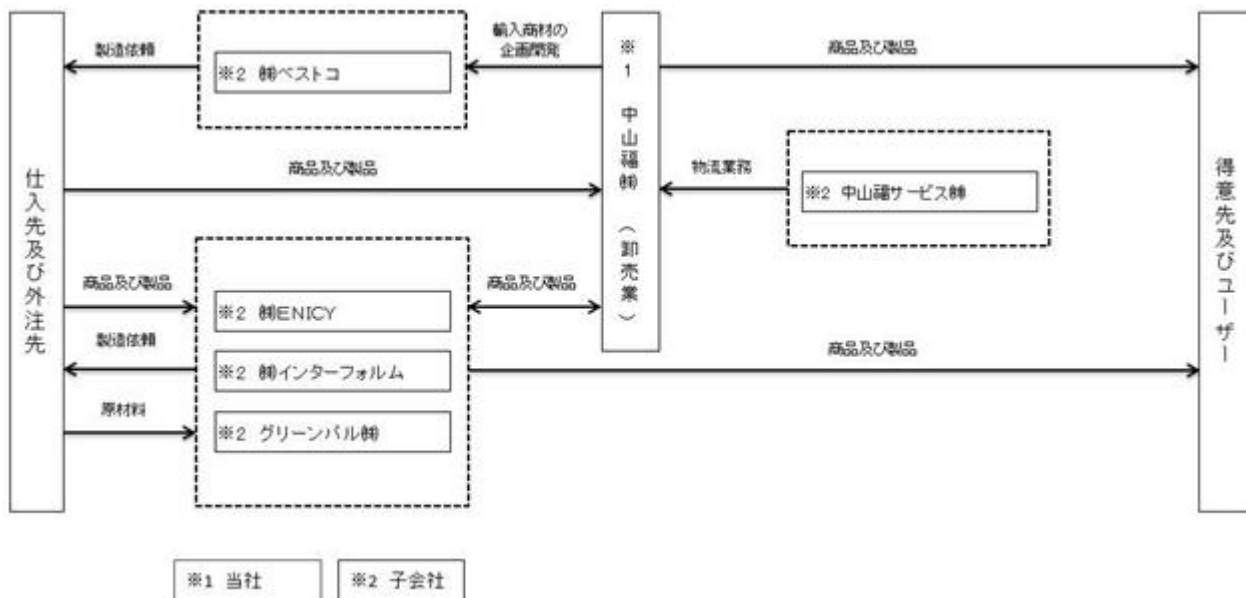 輸入商材の
企画開発
製造依頼
商品及び製品
※2 ㈱ベストコ
※1 中山福㈱ (卸売業)
商品及び製品
物流業務
※2 中山福サービス㈱
仕入先及び外注先
得意先及びユーザー
商品及び製品
商品及び製品
※2 ㈱ENICY
製造依頼
商品及び製品
※2 ㈱インターフォルム
原材料
※2 グリーンパル㈱
※1 当社
※2 子会社